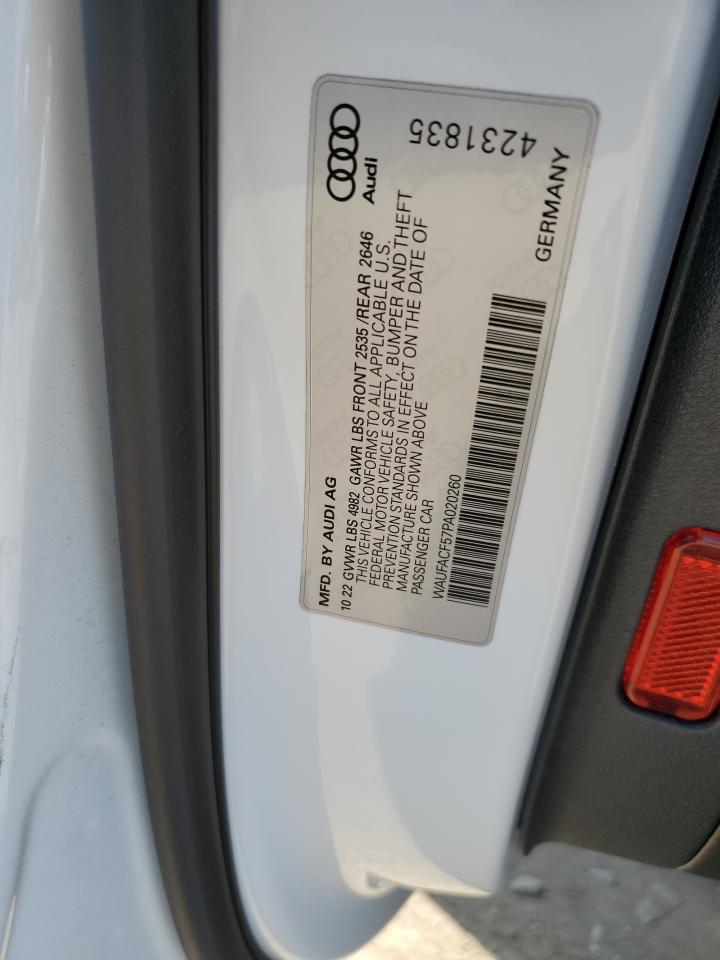 Audi
4231835
MFD. BY AUDI AG
10 22 GVWR LBS 4982 GAWR LBS FRONT 2535 /REAR 2646
THIS VEHICLE CONFORMS TO ALL APPLICABLE U.S.
FEDERAL MOTOR VEHICLE SAFETY, BUMPER AND THEFT
PREVENTION STANDARDS IN EFFECT ON THE DATE OF
MANUFACTURE SHOWN ABOVE
PASSENGER CAR
WAUFACF57PA020260
GERMANY